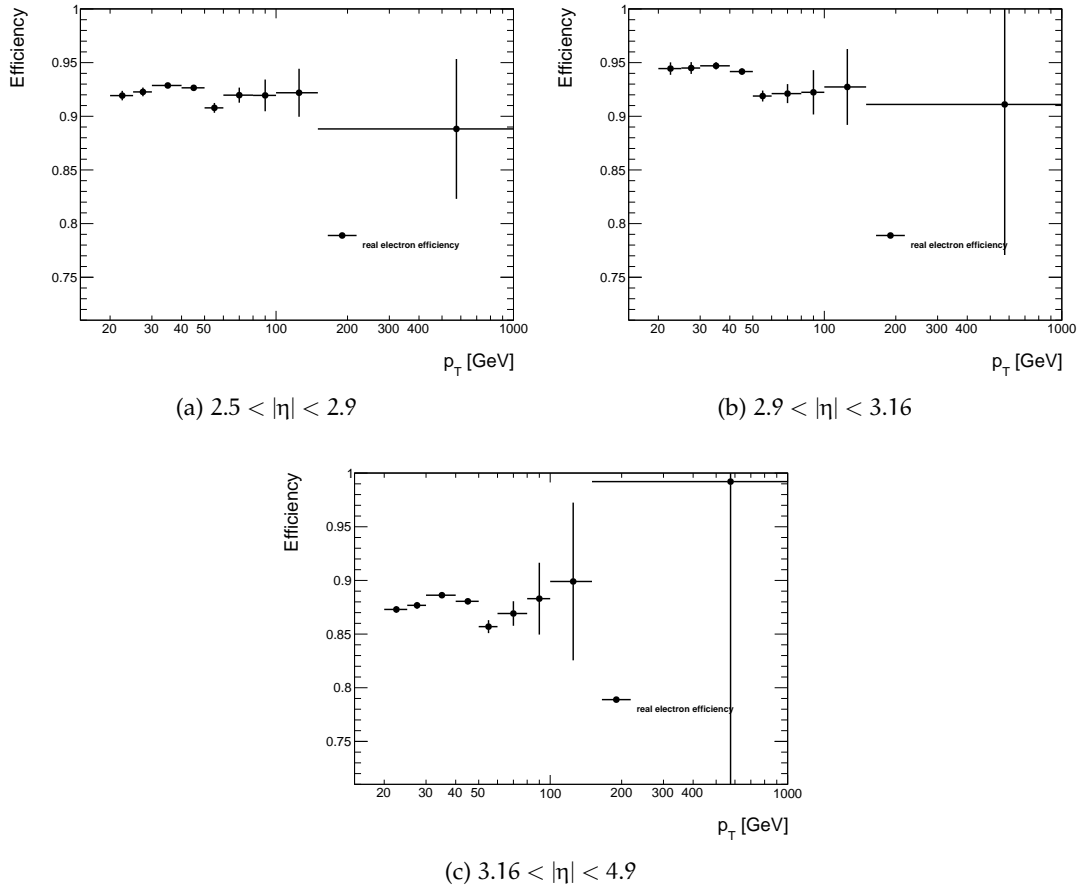 Efficiency
1
0.95
0.9
0.85
0.8
0.75
real electron efficiency
20 30 40 50 100 200 300 400 1000
p_T [GeV]
(a) 2.5 < |η| < 2.9
Efficiency
1
0.95
0.9
0.85
0.8
0.75
real electron efficiency
20 30 40 50 100 200 300 400 1000
p_T [GeV]
(b) 2.9 < |η| < 3.16
Efficiency
1
0.95
0.9
0.85
0.8
0.75
real electron efficiency
20 30 40 50 100 200 300 400 1000
p_T [GeV]
(c) 3.16 < |η| < 4.9